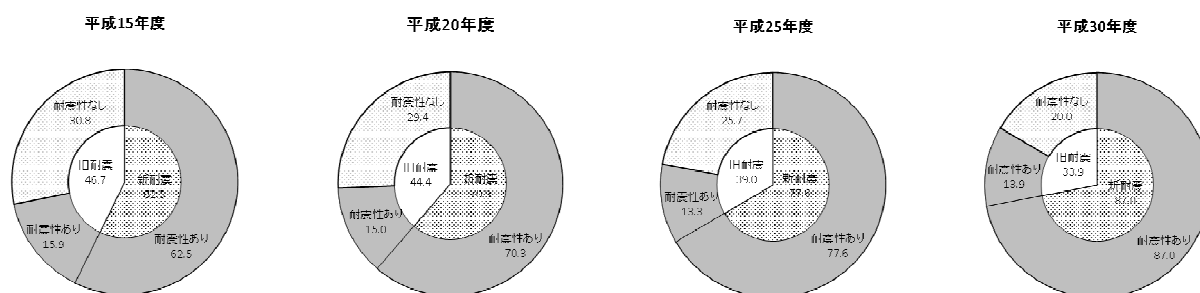 平成15年度
耐震性なし
30.8
旧耐震
46.7
新耐震
耐震性あり
15.9
耐震性あり
62.5
平成20年度
耐震性なし
29.4
旧耐震
44.4
新耐震
耐震性あり
15.0
耐震性あり
70.3
平成25年度
耐震性なし
25.7
旧耐震
39.0
新耐震
耐震性あり
13.3
耐震性あり
77.6
平成30年度
耐震性なし
20.0
旧耐震
33.9
新耐震
87.0
耐震性あり
13.9
耐震性あり
87.0